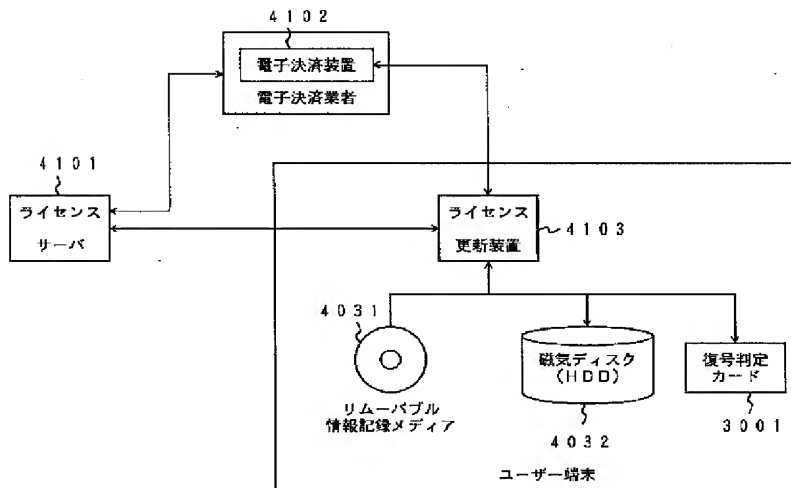 4102
電子決済装置
電子決済業者
4101
ライセンス
サーバ
ライセンス
更新装置
4103
4031
リムーバブル
情報記録メディア
磁気ディスク
(HDD)
4032
復号判定
カード
3001
ユーザー端末